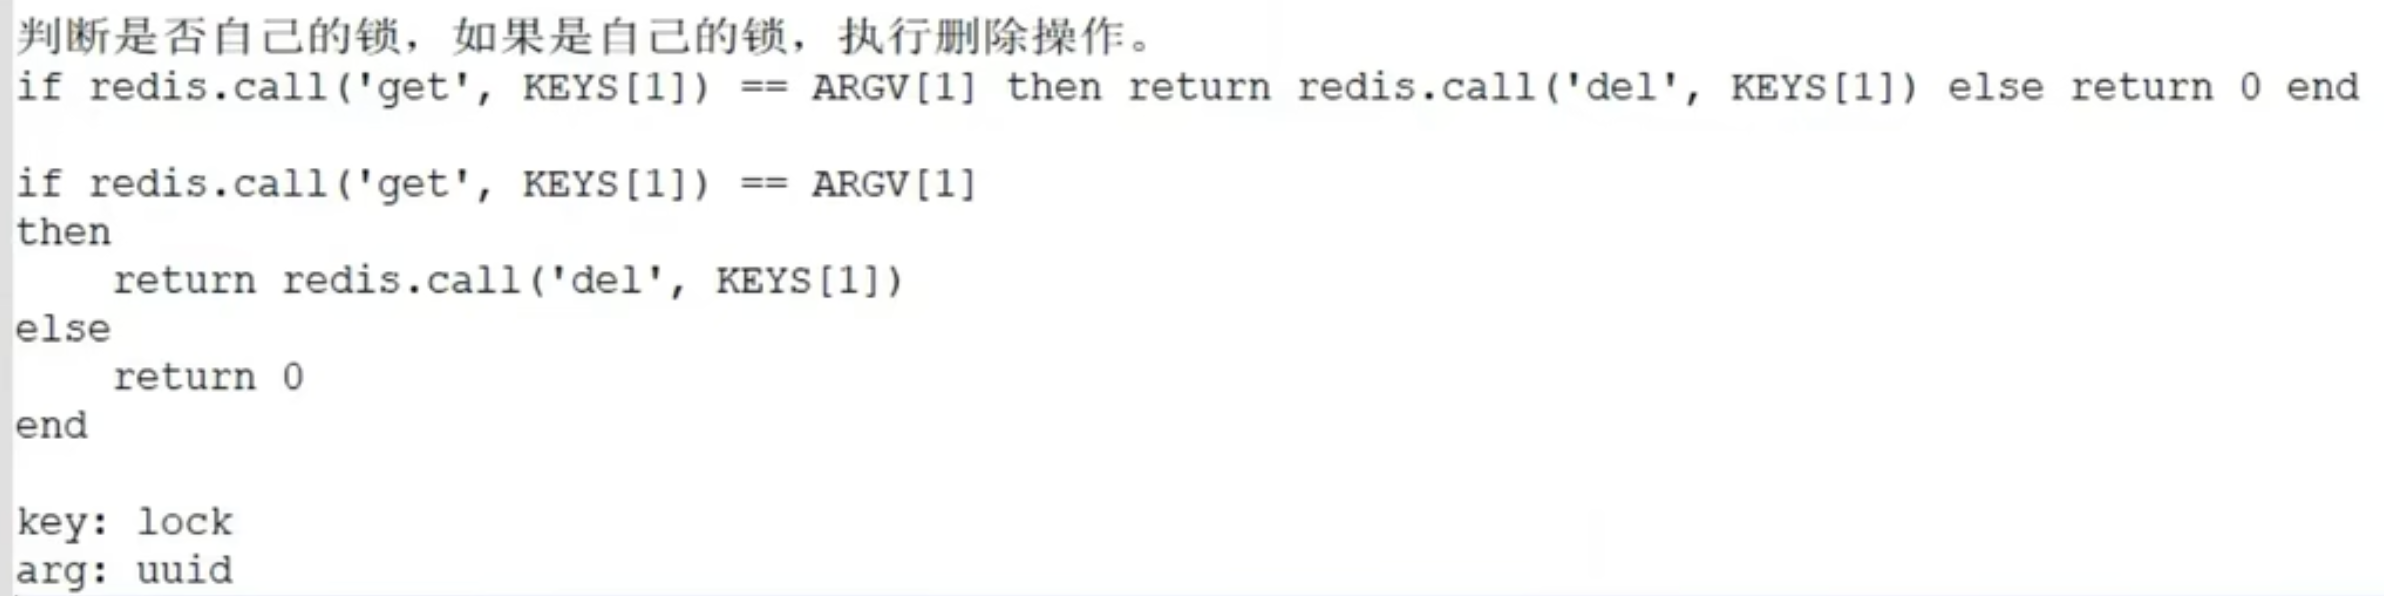 判断是否自己的锁，如果是自己的锁，执行删除操作。
if redis.call('get', KEYS[1]) == ARGV[1] then return redis.call('del', KEYS[1]) else return 0 end
if redis.call('get', KEYS[1]) == ARGV[1]
then
    return redis.call('del', KEYS[1])
else
    return 0
end
key: lock
arg: uuid